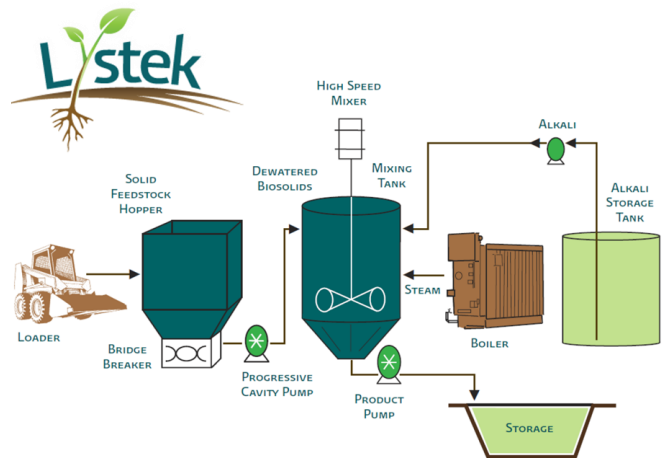 Lystek
High Speed
Mixer
Alkali
Solid
Feedstock
Hopper
Dewatered
Biosolids
Mixing
Tank
Alkali
Storage
Tank
Steam
Loader
Bridge
Breaker
Boiler
Progressive
Cavity Pump
Product
Pump
Storage